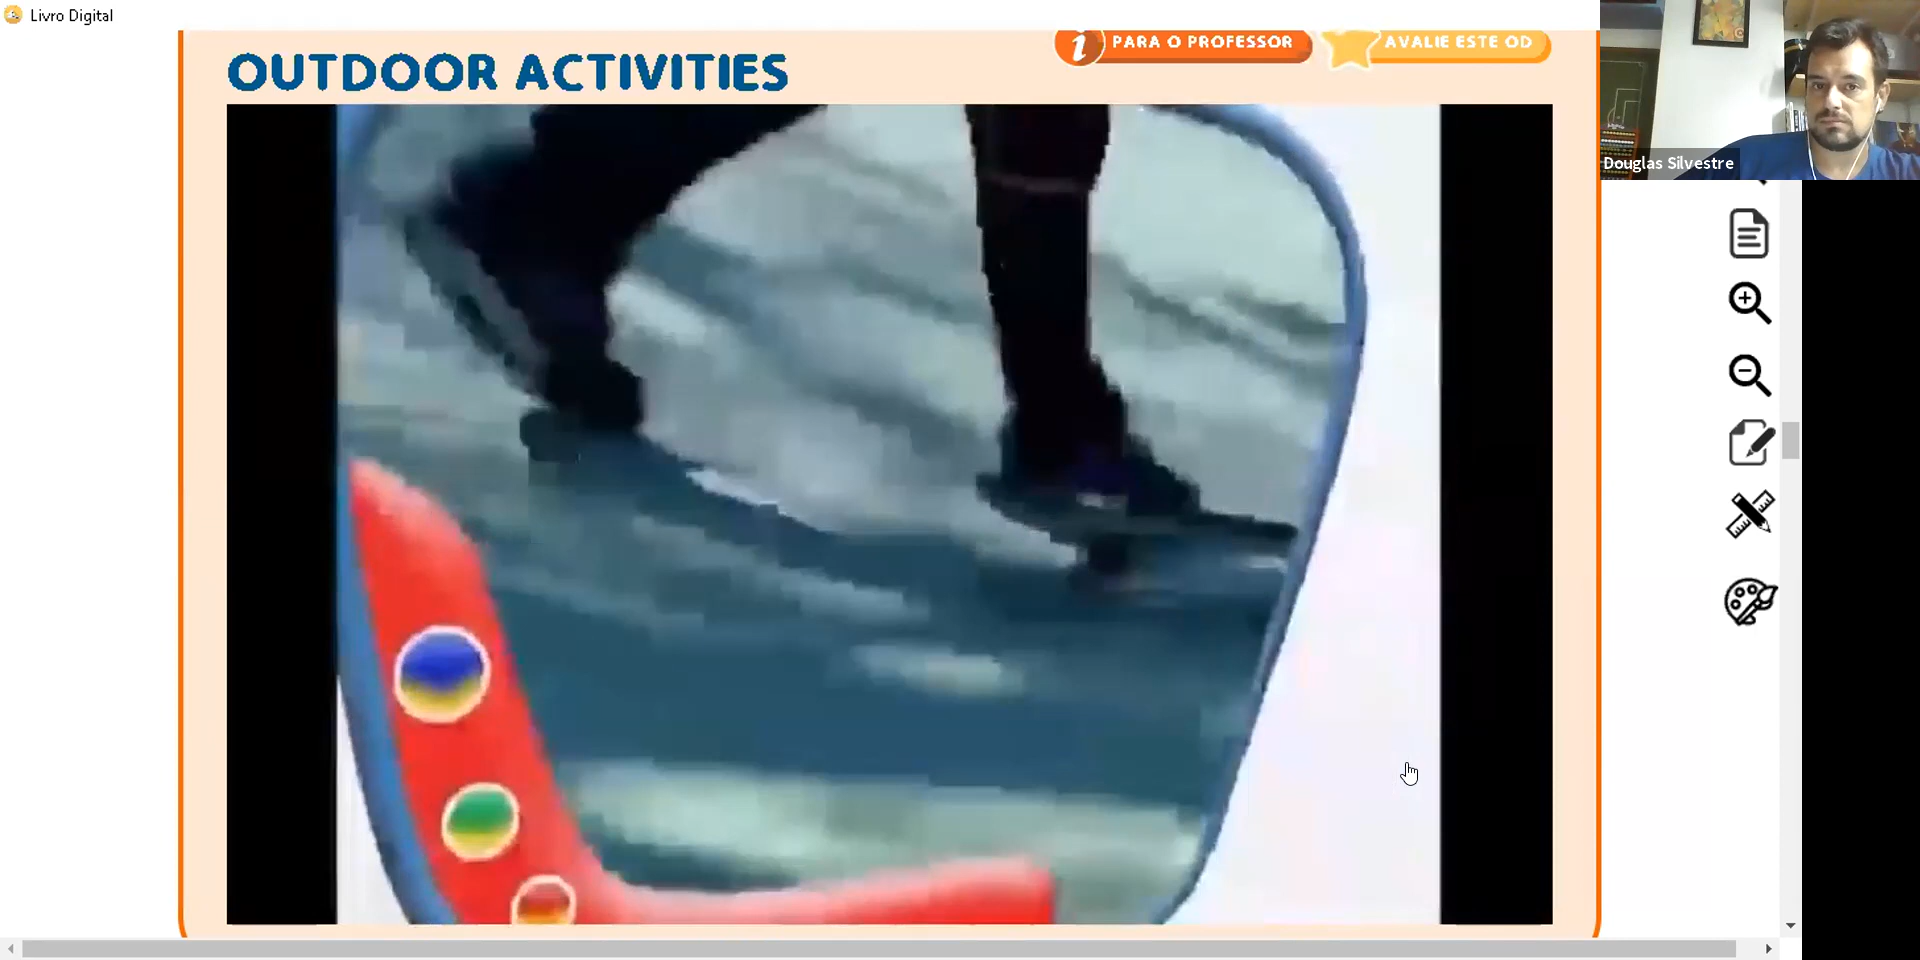 Livro Digital
OUTDOOR ACTIVITIES
PARA O PROFESSOR
AVALIE ESTE OD
Douglas Silvestre